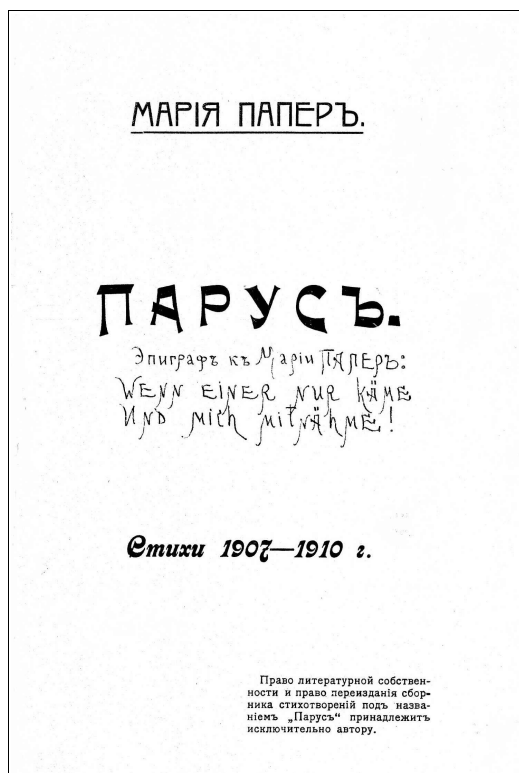 МАРІЯ ПАПЕРЪ.
ПАРУСЪ.
Эпиграфъ къ Маріи ПАПЕРЪ:
WENN EINER NUR KÄME
UND MICH MITNÄHME!
Стихи 1907—1910 г.
Право литературной собствен-
ности и право переизданія сбор-
ника стихотвореній подъ назва-
ніемъ „Парусъ“ принадлежитъ
исключительно автору.